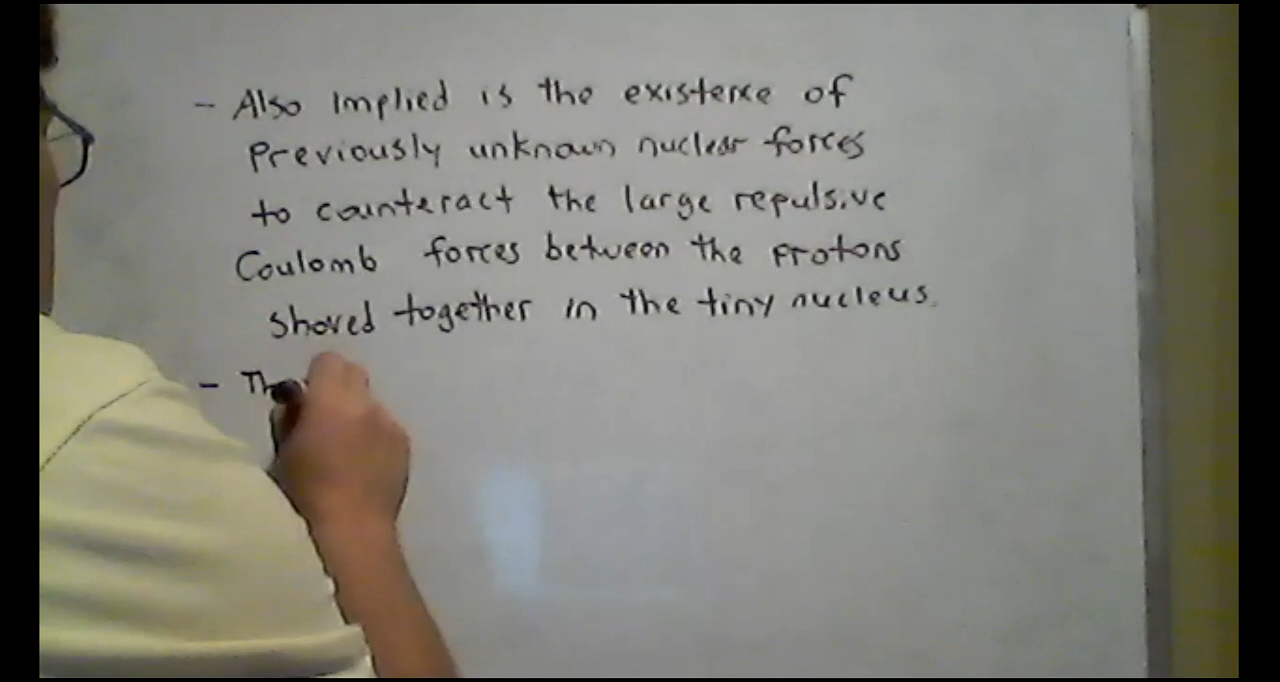 - Also implied is the existence of
previously unknown nuclear forces
to counteract the large repulsive
Coulomb forces between the protons
shoved together in the tiny nucleus.
- Th